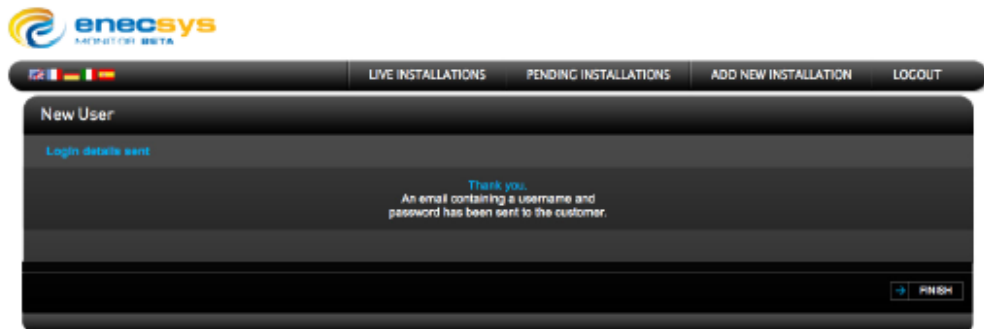 enecsys
MONITOR BETA
LIVE INSTALLATIONS PENDING INSTALLATIONS ADD NEW INSTALLATION LOGOUT
New User
Login details sent
Thank you.
An email containing a username and
password has been sent to the customer.
FINISH